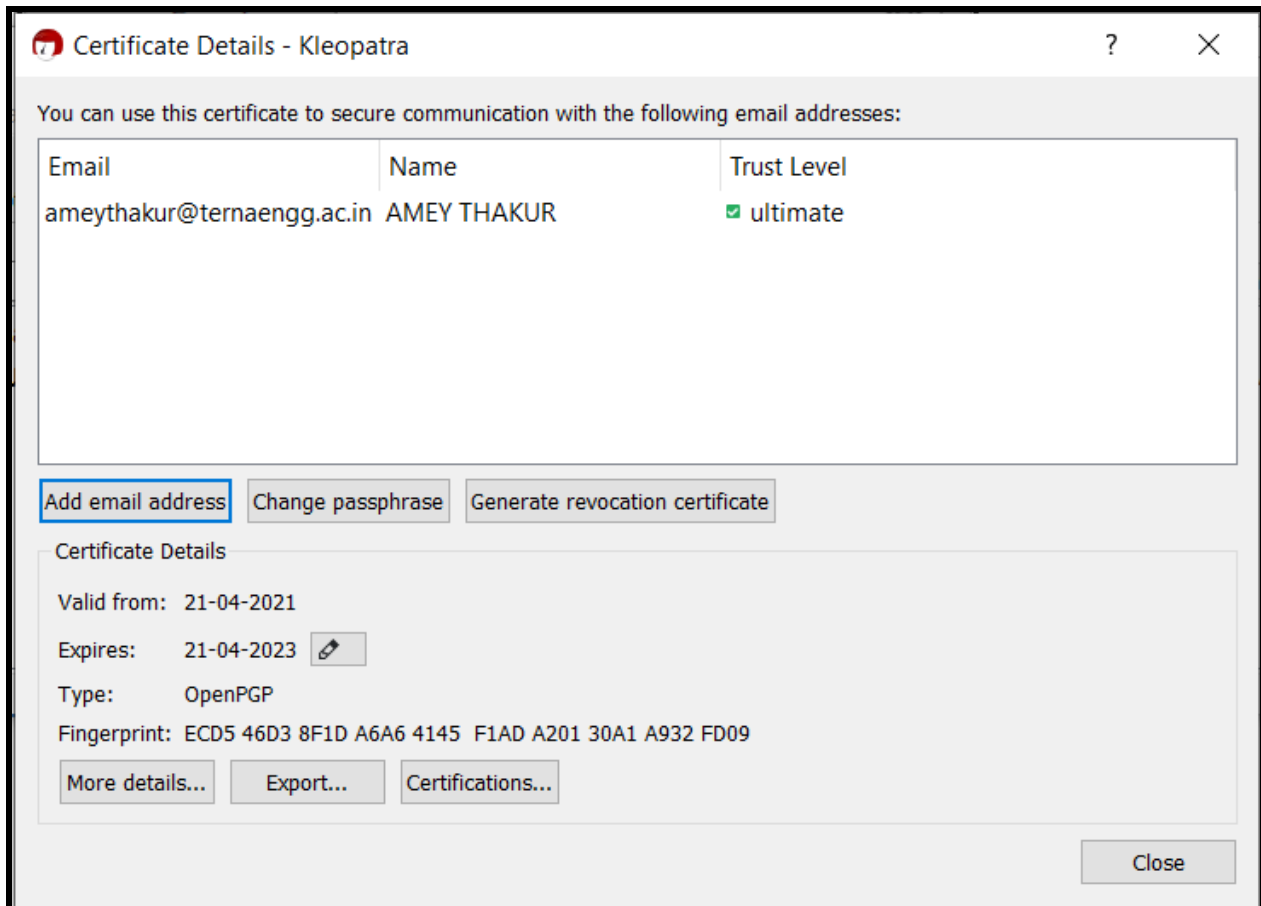 Certificate Details - Kleopatra ?
You can use this certificate to secure communication with the following email addresses:
Email Name Trust Level
ameythakur@ternaengg.ac.in AMEY THAKUR ultimate
Add email address Change passphrase Generate revocation certificate
Certificate Details
Valid from: 21-04-2021
Expires: 21-04-2023
Type: OpenPGP
Fingerprint: ECD5 46D3 8F1D A6A6 4145 F1AD A201 30A1 A932 FD09
More details... Export... Certifications...
Close